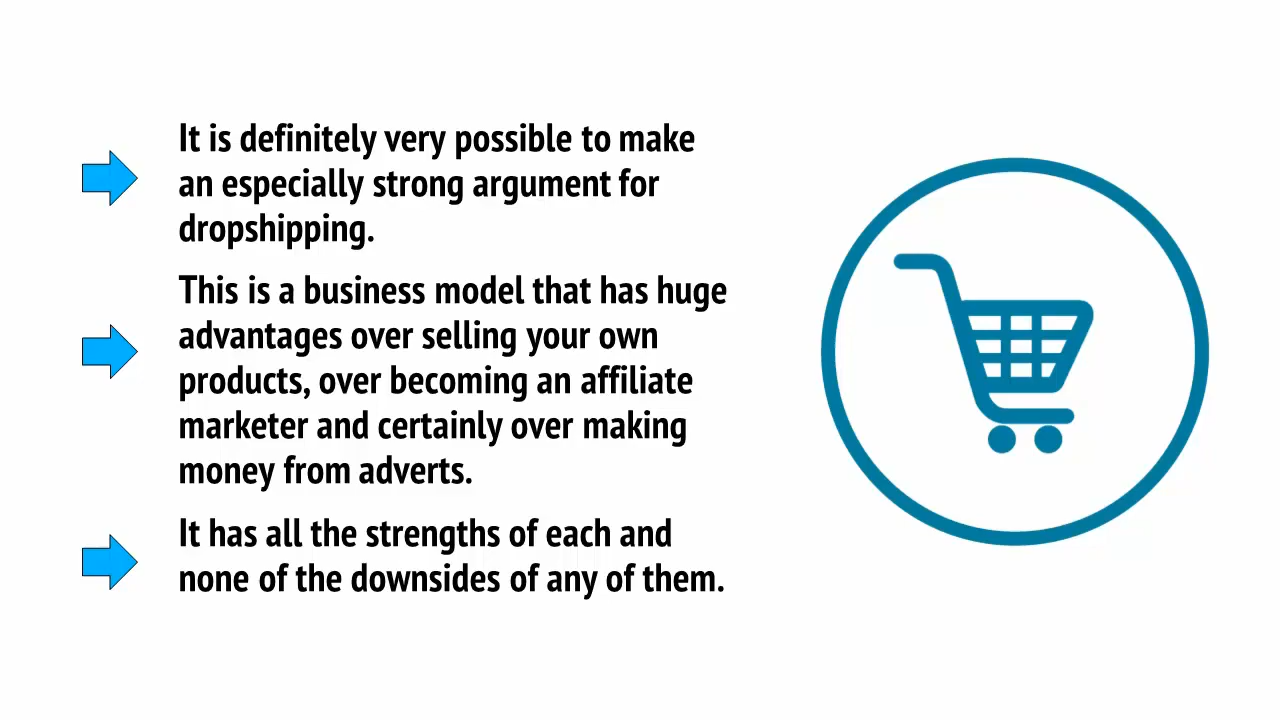 It is definitely very possible to make
an especially strong argument for
dropshipping.
This is a business model that has huge
advantages over selling your own
products, over becoming an affiliate
marketer and certainly over making
money from adverts.
It has all the strengths of each and
none of the downsides of any of them.